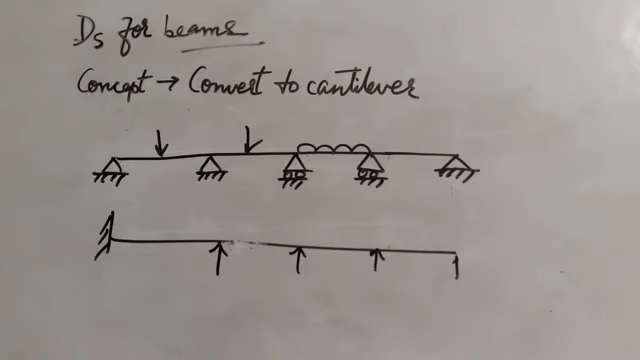 Ds for beams
Concept → Convert to cantilever